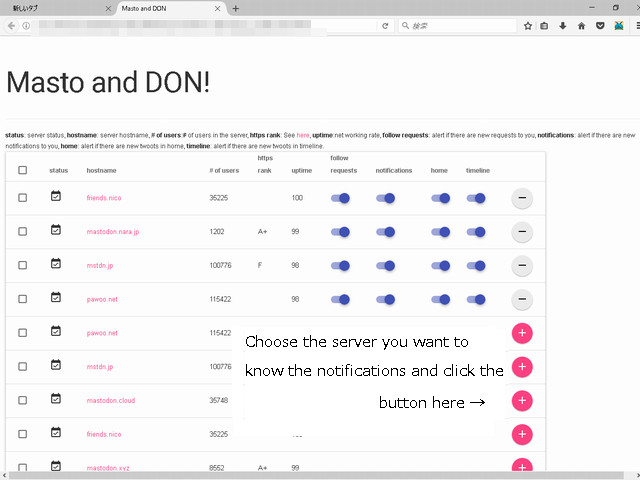 新しいタブ
Masto and DON
検索
Masto and DON!
status: server status, hostname: server hostname, # of users:# of users in the server, https rank: See here, uptime:net working rate, follow requests: alert if there are new requests to you, notifications: alert if there are new
notifications to you, home: alert if there are new twoots in home, timeline: alert if there are new twoots in timeline.
status hostname # of users https rank uptime follow requests notifications home timeline
friends.nico 35225 100
mastodon.nara.jp 1202 A+ 99
mstdn.jp 100776 F 98
pawoo.net 115422 98
pawoo.net 115422
Choose the server you want to
mstdn.jp 100776
know the notifications and click the
mastodon.cloud 35748
button here →
friends.nico 35225
mastodon.xyz 8552 A+ 99